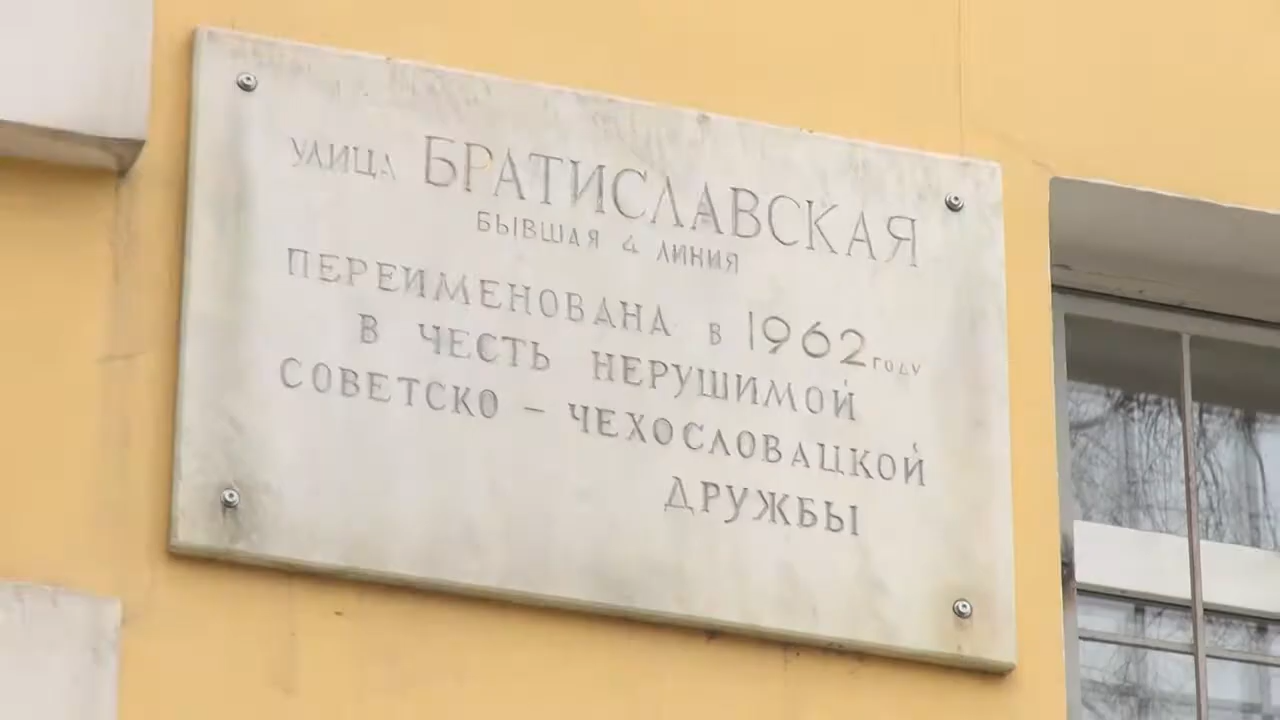 УЛИЦА БРАТИСЛАВСКАЯ
БЫВШАЯ 4 ЛИНИЯ
ПЕРЕИМЕНОВАНА В 1962 ГОДУ
В ЧЕСТЬ НЕРУШИМОЙ
СОВЕТСКО – ЧЕХОСЛОВАЦКОЙ
ДРУЖБЫ